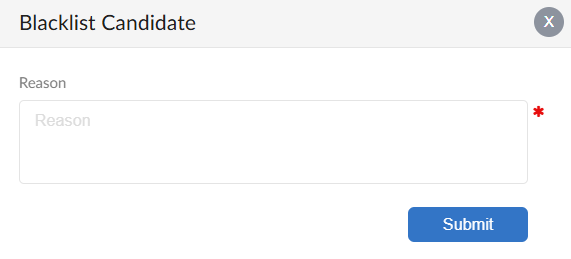 Blacklist Candidate
X
Reason
Reason
*
Submit